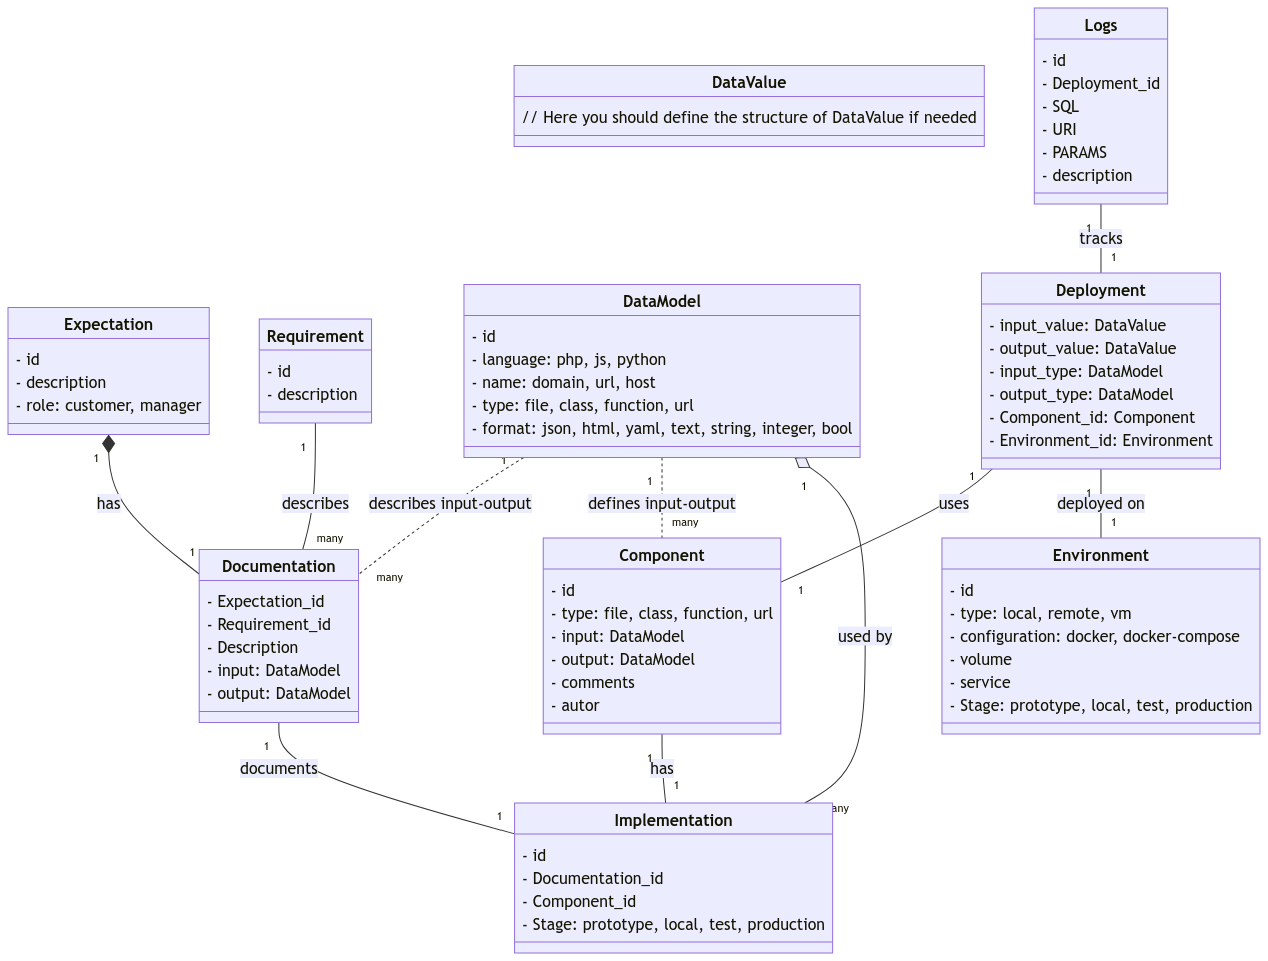 Logs
- id
- Deployment_id
- SQL
- URI
- PARAMS
- description
DataValue
// Here you should define the structure of DataValue if needed
1
tracks
1
Deployment
- input_value: DataValue
- output_value: DataValue
- input_type: DataModel
- output_type: DataModel
- Component_id: Component
- Environment_id: Environment
DataModel
- id
- language: php, js, python
- name: domain, url, host
- type: file, class, function, url
- format: json, html, yaml, text, string, integer, bool
Expectation
- id
- description
- role: customer, manager
Requirement
- id
- description
1
has
1
1
describes
many
1
describes input-output
many
1
defines input-output
many
1
used by
any
1
uses
1
1
deployed on
1
Documentation
- Expectation_id
- Requirement_id
- Description
- input: DataModel
- output: DataModel
Component
- id
- type: file, class, function, url
- input: DataModel
- output: DataModel
- comments
- autor
Environment
- id
- type: local, remote, vm
- configuration: docker, docker-compose
- volume
- service
- Stage: prototype, local, test, production
1
documents
1
1
has
1
Implementation
- id
- Documentation_id
- Component_id
- Stage: prototype, local, test, production